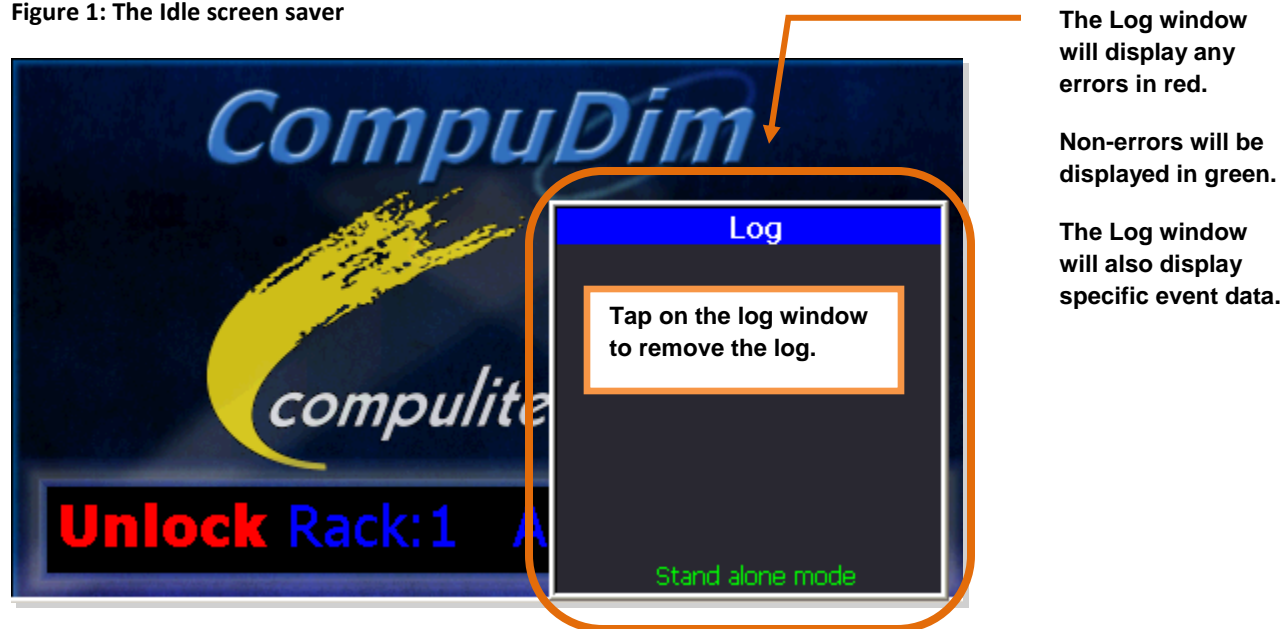 Figure 1: The Idle screen saver
The Log window
will display any
errors in red.
Non-errors will be
displayed in green.
The Log window
will also display
specific event data.
CompuDim
compulite
Log
Tap on the log window
to remove the log.
Unlock Rack:1 A
Stand alone mode